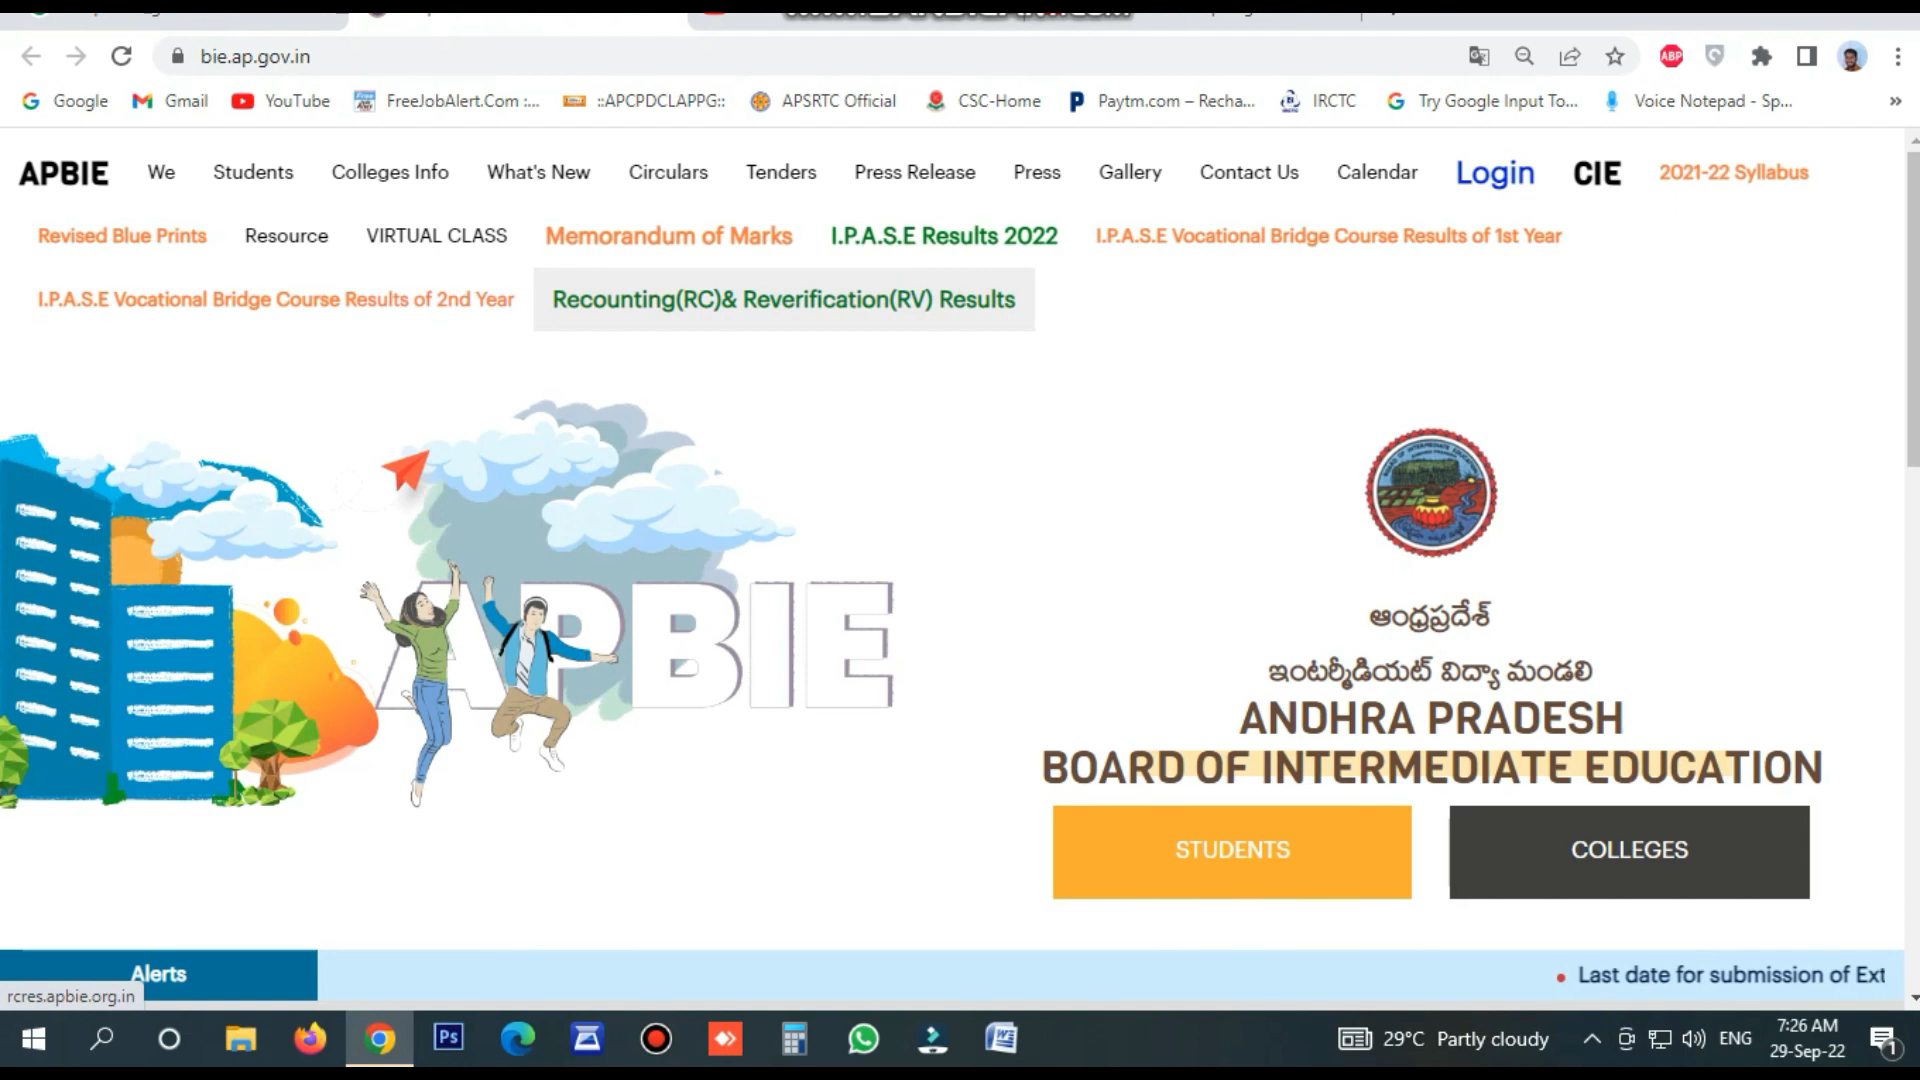 bie.ap.gov.in
Google Gmail YouTube FreeJobAlert.Com :... ::APCPDCLAPPG:: APSRTC Official CSC-Home Paytm.com – Recha... IRCTC Try Google Input To... Voice Notepad - Sp... »
APBIE We Students Colleges Info What's New Circulars Tenders Press Release Press Gallery Contact Us Calendar Login CIE 2021-22 Syllabus
Revised Blue Prints Resource VIRTUAL CLASS Memorandum of Marks I.P.A.S.E Results 2022 I.P.A.S.E Vocational Bridge Course Results of 1st Year
I.P.A.S.E Vocational Bridge Course Results of 2nd Year Recounting(RC)& Reverification(RV) Results
APBIE
ఆంధ్రప్రదేశ్
ఇంటర్మీడియట్ విద్యా మండలి
ANDHRA PRADESH
BOARD OF INTERMEDIATE EDUCATION
STUDENTS COLLEGES
Alerts • Last date for submission of Ext
rcres.apbie.org.in
29°C Partly cloudy ENG 7:26 AM
29-Sep-22